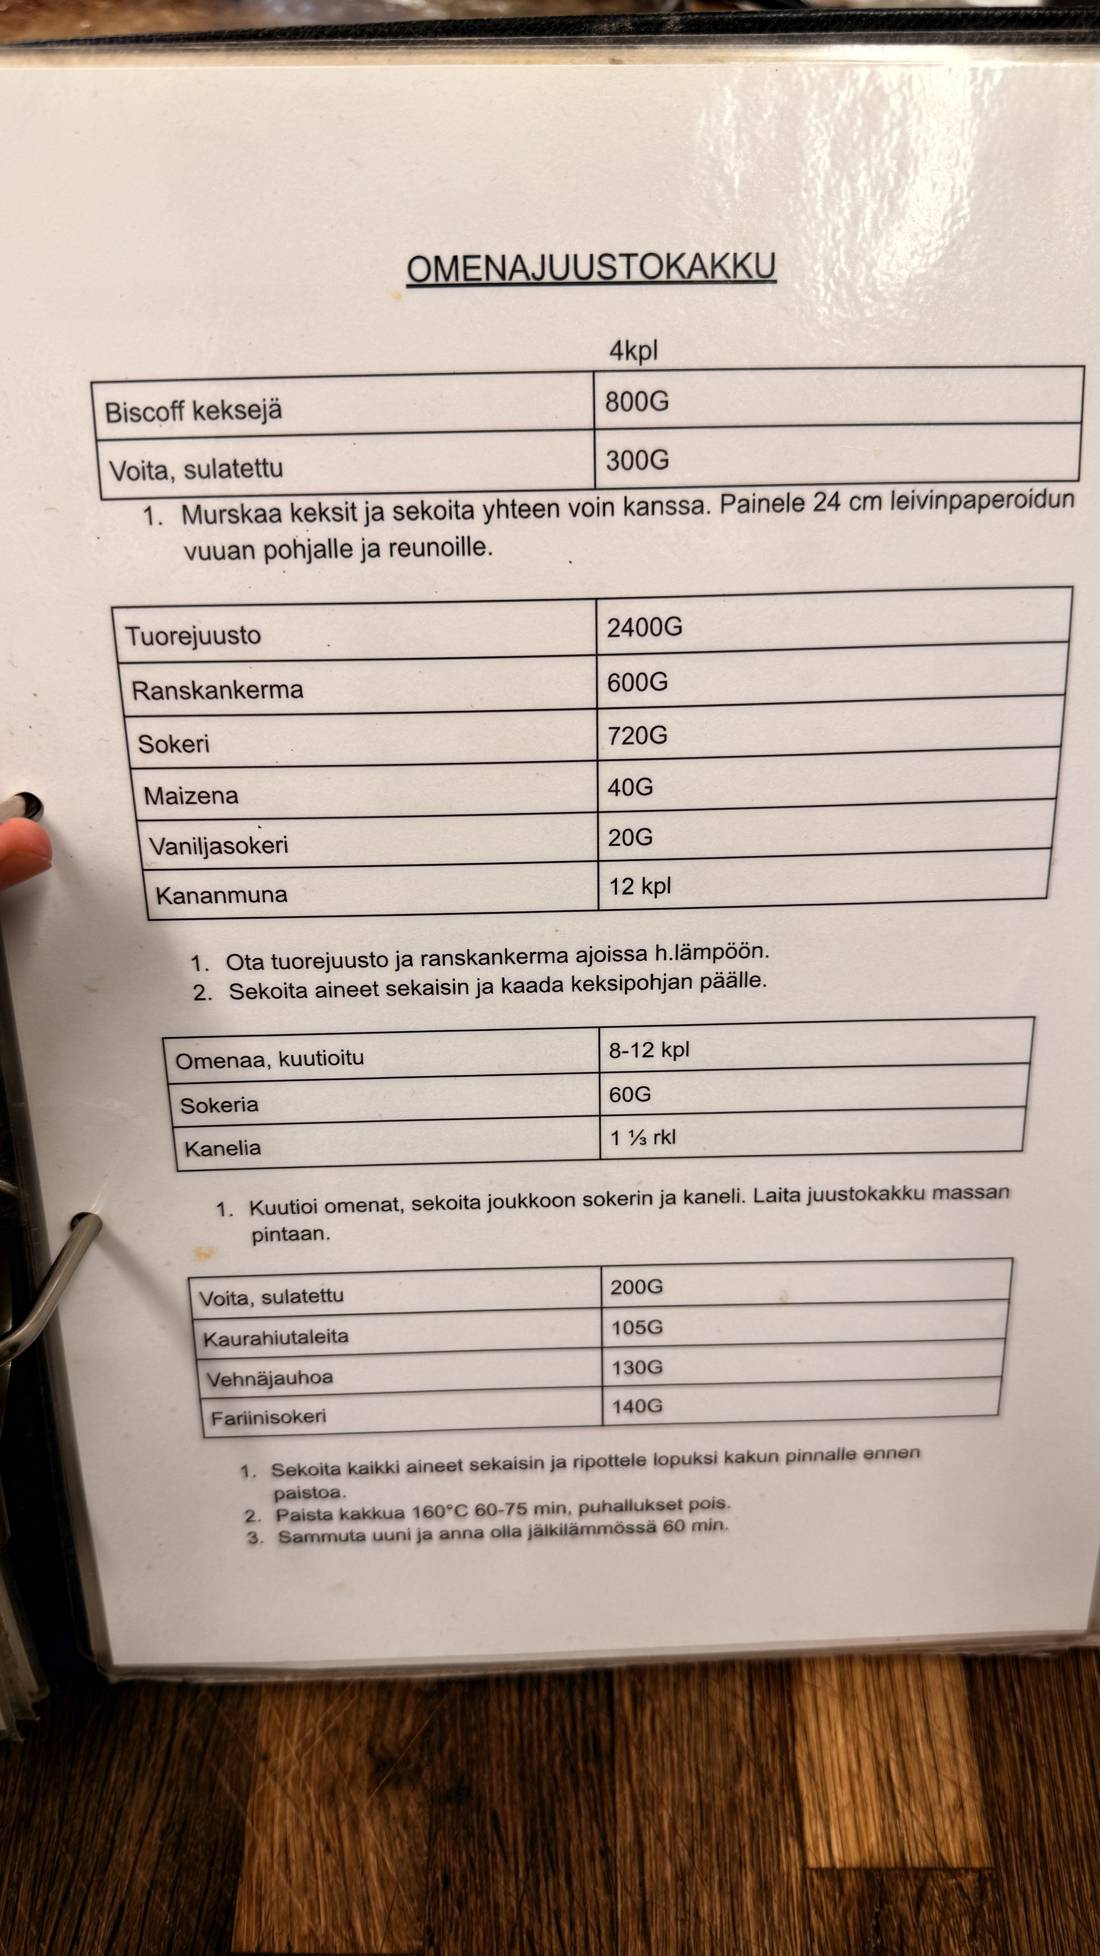 OMENAJUUSTOKAKKU
4kpl
Biscoff keksejä 800G
Voita, sulatettu 300G
1. Murskaa keksit ja sekoita yhteen voin kanssa. Painele 24 cm leivinpaperoidun
vuuan pohjalle ja reunoille.
Tuorejuusto 2400G
Ranskankerma 600G
Sokeri 720G
Maizena 40G
Vaniljasokeri 20G
Kananmuna 12 kpl
1. Ota tuorejuusto ja ranskankerma ajoissa h.lämpöön.
2. Sekoita aineet sekaisin ja kaada keksipohjan päälle.
Omenaa, kuutioitu 8-12 kpl
Sokeria 60G
Kanelia 1 ⅓ rkl
1. Kuutioi omenat, sekoita joukkoon sokerin ja kaneli. Laita juustokakku massan
pintaan.
Voita, sulatettu 200G
Kaurahiutaleita 105G
Vehnäjauhoa 130G
Fariinisokeri 140G
1. Sekoita kaikki aineet sekaisin ja ripottele lopuksi kakun pinnalle ennen
paistoa.
2. Paista kakkua 160°C 60-75 min, puhallukset pois.
3. Sammuta uuni ja anna olla jälkilämmössä 60 min.